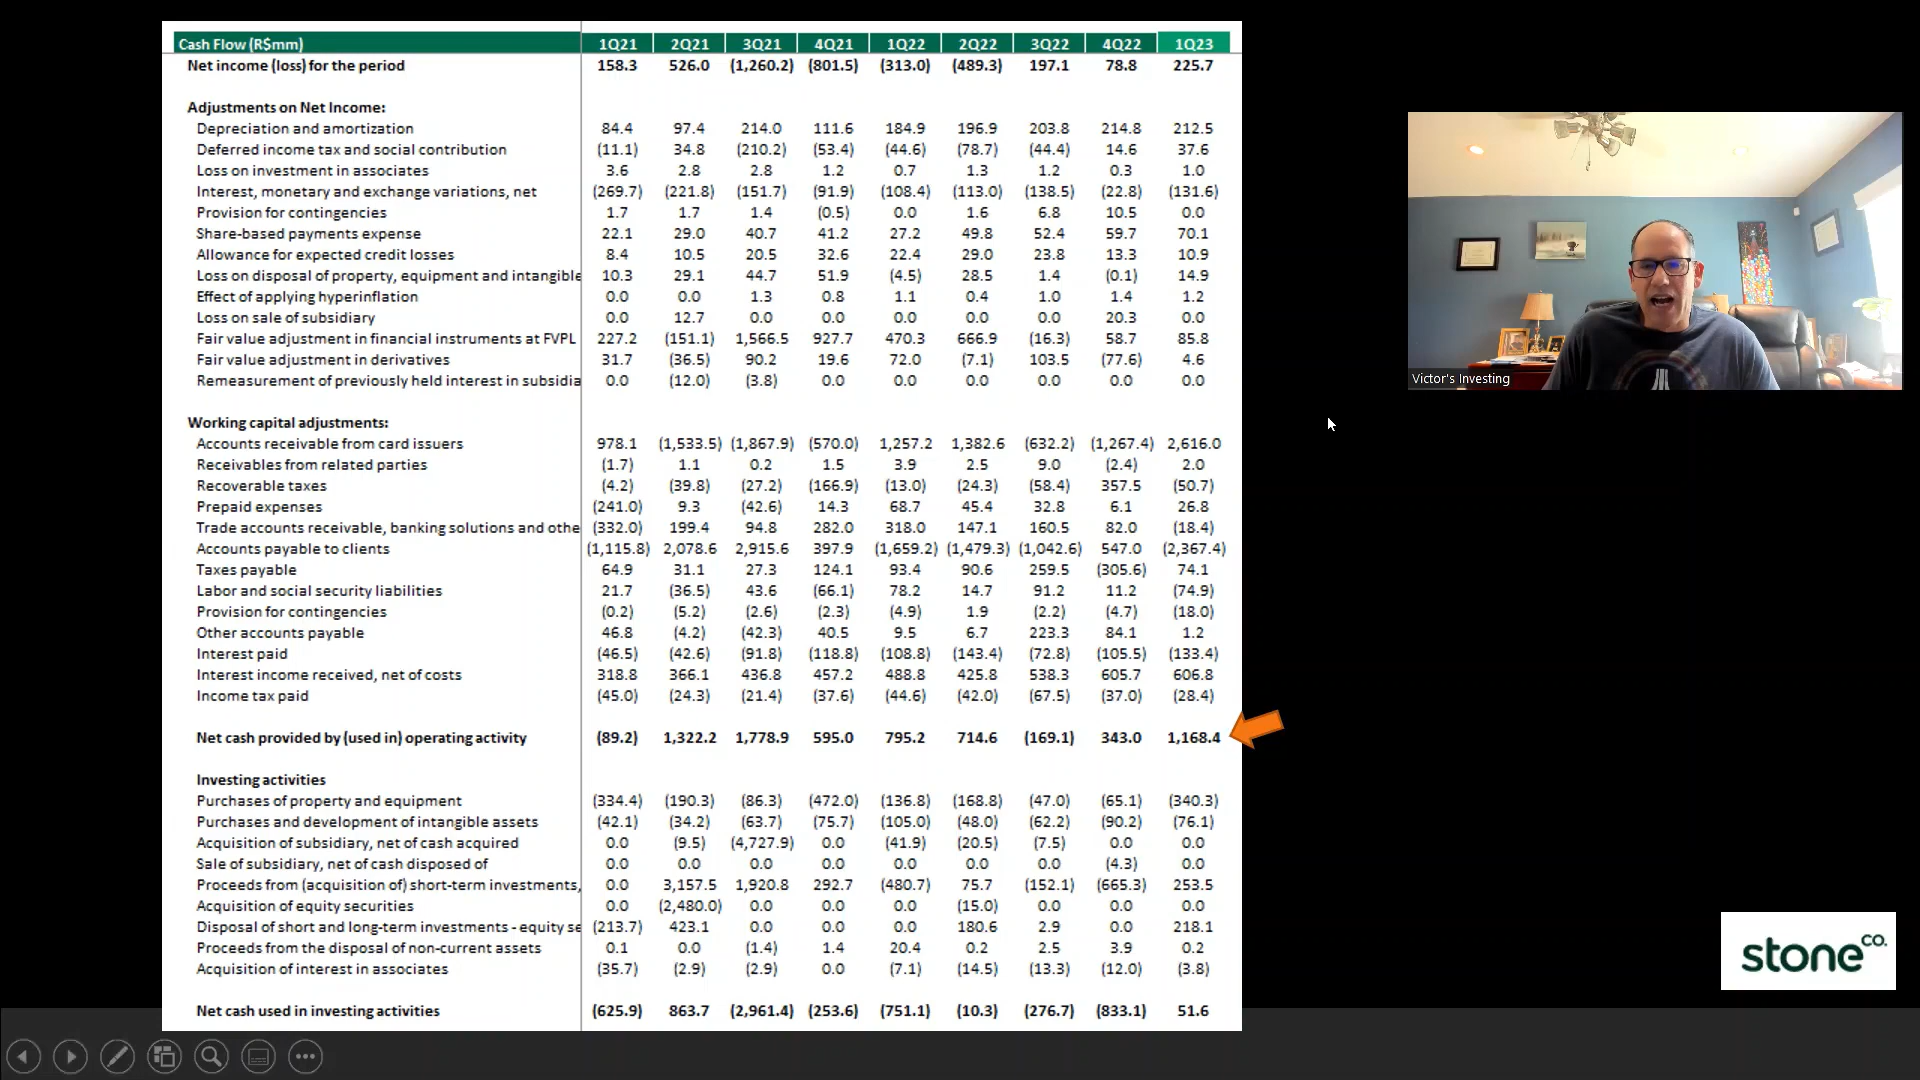 Cash Flow (R$mm) 1Q21 2Q21 3Q21 4Q21 1Q22 2Q22 3Q22 4Q22 1Q23
Net income (loss) for the period 158.3 526.0 (1,260.2) (801.5) (313.0) (489.3) 197.1 78.8 225.7
Adjustments on Net Income:
Depreciation and amortization 84.4 97.4 214.0 111.6 184.9 196.9 203.8 214.8 212.5
Deferred income tax and social contribution (11.1) 34.8 (210.2) (53.4) (44.6) (78.7) (44.4) 14.6 37.6
Loss on investment in associates 3.6 2.8 2.8 1.2 0.7 1.3 1.2 0.3 1.0
Interest, monetary and exchange variations, net (269.7) (221.8) (151.7) (91.9) (108.4) (113.0) (138.5) (22.8) (131.6)
Provision for contingencies 1.7 1.7 1.4 (0.5) 0.0 1.6 6.8 10.5 0.0
Share-based payments expense 22.1 29.0 40.7 41.2 27.2 49.8 52.4 59.7 70.1
Allowance for expected credit losses 8.4 10.5 20.5 32.6 22.4 29.0 23.8 13.3 10.9
Loss on disposal of property, equipment and intangible 10.3 29.1 44.7 51.9 (4.5) 28.5 1.4 (0.1) 14.9
Effect of applying hyperinflation 0.0 0.0 1.3 0.8 1.1 0.4 1.0 1.4 1.2
Loss on sale of subsidiary 0.0 12.7 0.0 0.0 0.0 0.0 0.0 20.3 0.0
Fair value adjustment in financial instruments at FVPL 227.2 (151.1) 1,566.5 927.7 470.3 666.9 (16.3) 58.7 85.8
Fair value adjustment in derivatives 31.7 (36.5) 90.2 19.6 72.0 (7.1) 103.5 (77.6) 4.6
Remeasurement of previously held interest in subsidia 0.0 (12.0) (3.8) 0.0 0.0 0.0 0.0 0.0 0.0
Working capital adjustments:
Accounts receivable from card issuers 978.1 (1,533.5) (1,867.9) (570.0) 1,257.2 1,382.6 (632.2) (1,267.4) 2,616.0
Receivables from related parties (1.7) 1.1 0.2 1.5 3.9 2.5 9.0 (2.4) 2.0
Recoverable taxes (4.2) (39.8) (27.2) (166.9) (13.0) (24.3) (58.4) 357.5 (50.7)
Prepaid expenses (241.0) 9.3 (42.6) 14.3 68.7 45.4 32.8 6.1 26.8
Trade accounts receivable, banking solutions and othe (332.0) 199.4 94.8 282.0 318.0 147.1 160.5 82.0 (18.4)
Accounts payable to clients (1,115.8) 2,078.6 2,915.6 397.9 (1,659.2) (1,479.3) (1,042.6) 547.0 (2,367.4)
Taxes payable 64.9 31.1 27.3 124.1 93.4 90.6 259.5 (305.6) 74.1
Labor and social security liabilities 21.7 (36.5) 43.6 (66.1) 78.2 14.7 91.2 11.2 (74.9)
Provision for contingencies (0.2) (5.2) (2.6) (2.3) (4.9) 1.9 (2.2) (4.7) (18.0)
Other accounts payable 46.8 (4.2) (42.3) 40.5 9.5 6.7 223.3 84.1 1.2
Interest paid (46.5) (42.6) (91.8) (118.8) (108.8) (143.4) (72.8) (105.5) (133.4)
Interest income received, net of costs 318.8 366.1 436.8 457.2 488.8 425.8 538.3 605.7 606.8
Income tax paid (45.0) (24.3) (21.4) (37.6) (44.6) (42.0) (67.5) (37.0) (28.4)
Net cash provided by (used in) operating activity (89.2) 1,322.2 1,778.9 595.0 795.2 714.6 (169.1) 343.0 1,168.4
Investing activities
Purchases of property and equipment (334.4) (190.3) (86.3) (472.0) (136.8) (168.8) (47.0) (65.1) (340.3)
Purchases and development of intangible assets (42.1) (34.2) (63.7) (75.7) (105.0) (48.0) (62.2) (90.2) (76.1)
Acquisition of subsidiary, net of cash acquired 0.0 (9.5) (4,727.9) 0.0 (41.9) (20.5) (7.5) 0.0 0.0
Sale of subsidiary, net of cash disposed of 0.0 0.0 0.0 0.0 0.0 0.0 0.0 (4.3) 0.0
Proceeds from (acquisition of) short-term investments, 0.0 3,157.5 1,920.8 292.7 (480.7) 75.7 (152.1) (665.3) 253.5
Acquisition of equity securities 0.0 (2,480.0) 0.0 0.0 0.0 (15.0) 0.0 0.0 0.0
Disposal of short and long-term investments - equity se (213.7) 423.1 0.0 0.0 0.0 180.6 2.9 0.0 218.1
Proceeds from the disposal of non-current assets 0.1 0.0 (1.4) 1.4 20.4 0.2 2.5 3.9 0.2
Acquisition of interest in associates (35.7) (2.9) (2.9) 0.0 (7.1) (14.5) (13.3) (12.0) (3.8)
Net cash used in investing activities (625.9) 863.7 (2,961.4) (253.6) (751.1) (10.3) (276.7) (833.1) 51.6
Victor's Investing
stone co.